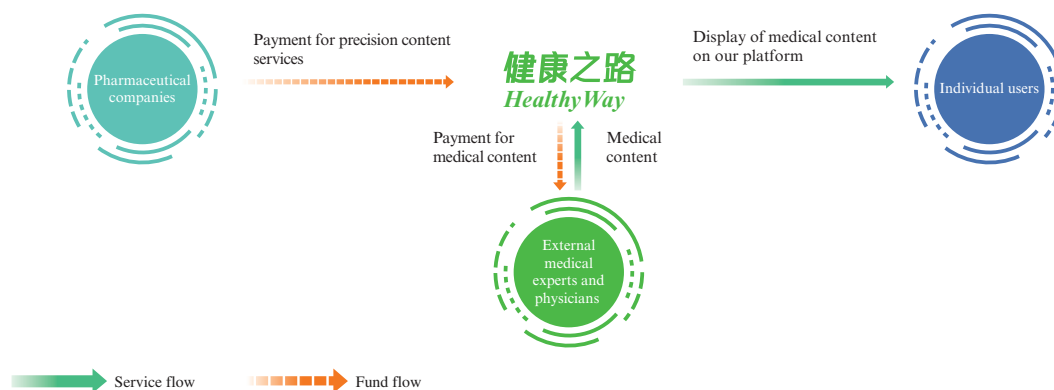 Pharmaceutical
companies
Payment for precision content
services
健康之路
HealthyWay
Display of medical content
on our platform
Individual users
Payment for
medical content
Medical
content
External
medical
experts and
physicians
Service flow
Fund flow